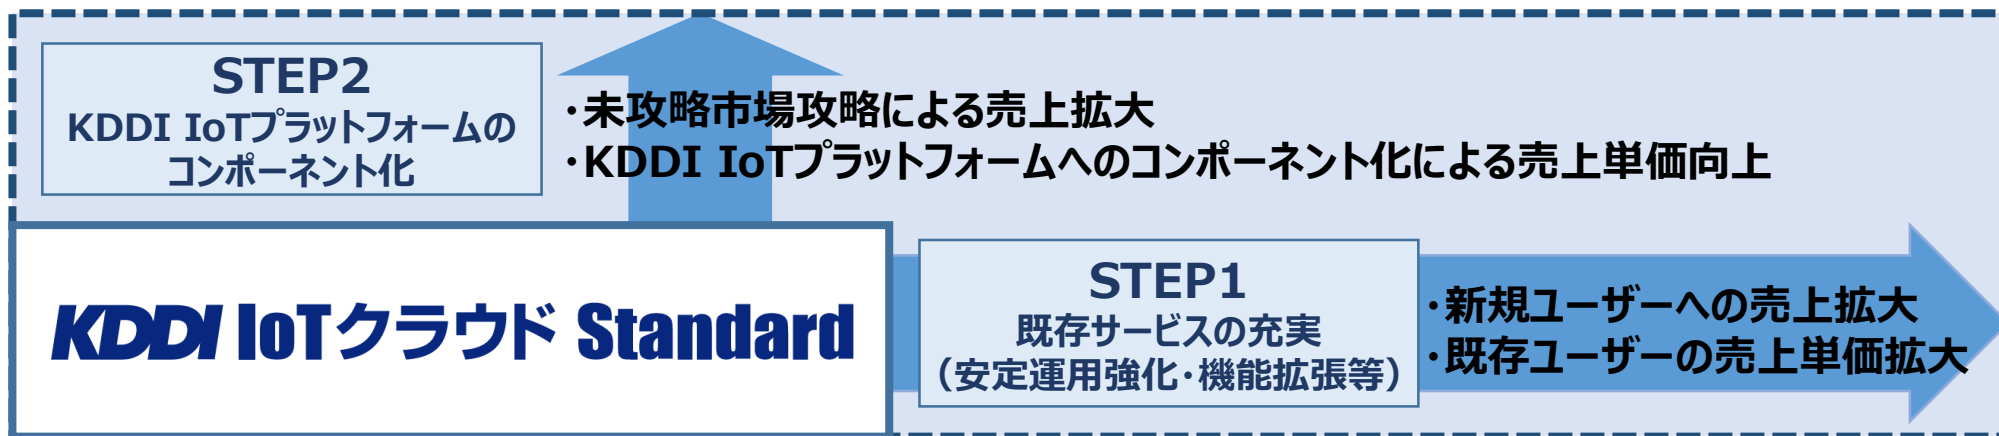 STEP2
KDDI IoTプラットフォームの
コンポーネント化
・未攻略市場攻略による売上拡大
・KDDI IoTプラットフォームへのコンポーネント化による売上単価向上
KDDI IoTクラウド Standard
STEP1
既存サービスの充実
（安定運用強化･機能拡張等）
・新規ユーザーへの売上拡大
・既存ユーザーの売上単価拡大